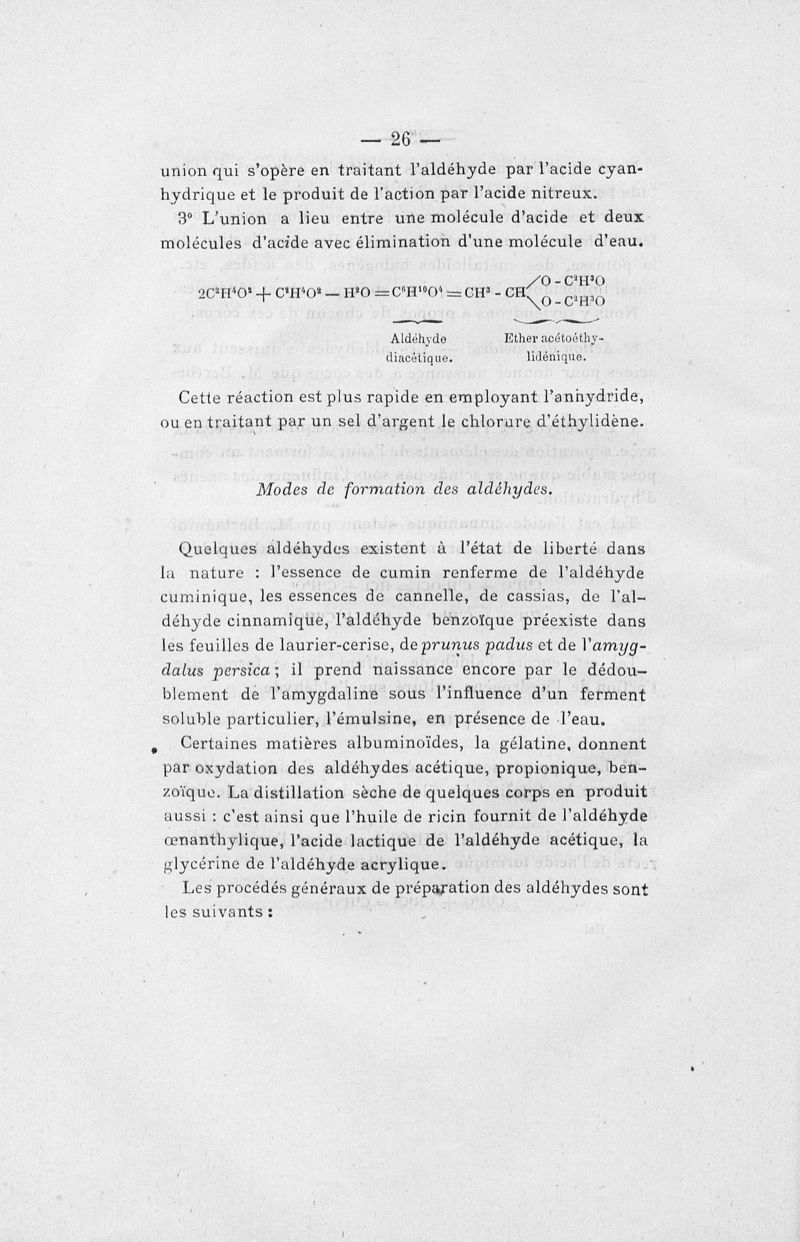 — 26 —
union qui s'opère en traitant l'aldéhyde par l'acide cyan-
hydrique et le produit de l'action par l'acide nitreux.
3° L'union a lieu entre une molécule d'acide et deux
molécules d'acide avec élimination d'une molécule d'eau.
2C²H⁴O² + C²H⁴O² — H²O = C⁶H¹⁰O⁴ = CH³ - CH
O - C²H³O
O - C²H³O
Aldéhyde Ether acétoéthy-
diacétique. lidénique.
Cette réaction est plus rapide en employant l'anhydride,
ou en traitant par un sel d'argent le chlorure d'éthylidène.
Modes de formation des aldéhydes.
Quelques aldéhydes existent à l'état de liberté dans
la nature : l'essence de cumin renferme de l'aldéhyde
cuminique, les essences de cannelle, de cassias, de l'al-
déhyde cinnamique, l'aldéhyde benzoïque préexiste dans
les feuilles de laurier-cerise, de prunus padus et de l'amyg-
dalus persica ; il prend naissance encore par le dédou-
blement de l'amygdaline sous l'influence d'un ferment
soluble particulier, l'émulsine, en présence de l'eau.
Certaines matières albuminoïdes, la gélatine, donnent
par oxydation des aldéhydes acétique, propionique, ben-
zoïque. La distillation sèche de quelques corps en produit
aussi : c'est ainsi que l'huile de ricin fournit de l'aldéhyde
œnanthylique, l'acide lactique de l'aldéhyde acétique, la
glycérine de l'aldéhyde acrylique.
Les procédés généraux de préparation des aldéhydes sont
les suivants :